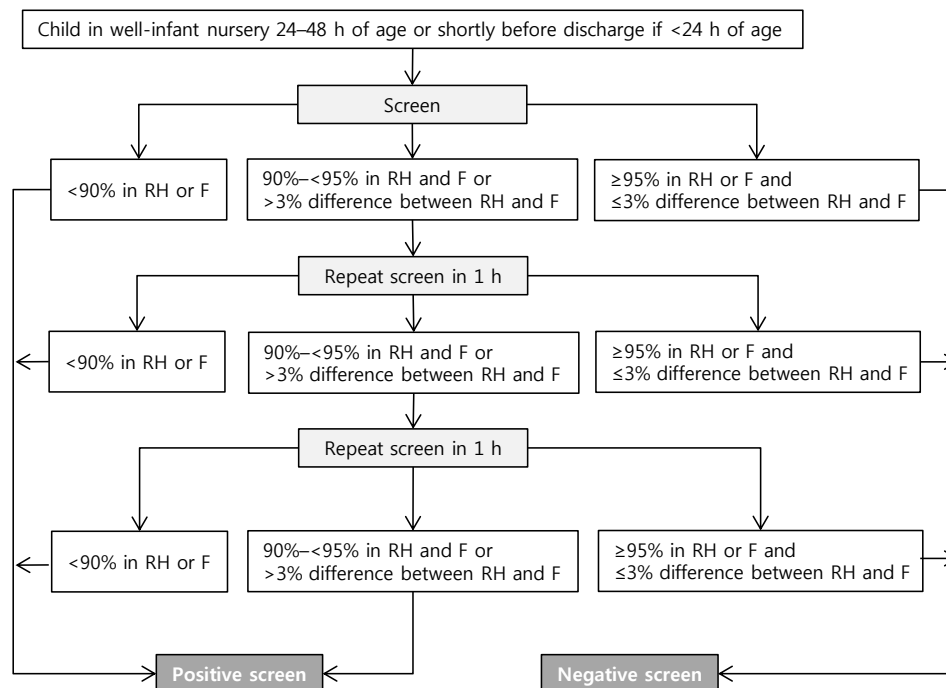 Child in well-infant nursery 24–48 h of age or shortly before discharge if <24 h of age
Screen
<90% in RH or F
90%–<95% in RH and F or
>3% difference between RH and F
≥95% in RH or F and
≤3% difference between RH and F
Repeat screen in 1 h
<90% in RH or F
90%–<95% in RH and F or
>3% difference between RH and F
≥95% in RH or F and
≤3% difference between RH and F
Repeat screen in 1 h
<90% in RH or F
90%–<95% in RH and F or
>3% difference between RH and F
≥95% in RH or F and
≤3% difference between RH and F
Positive screen
Negative screen